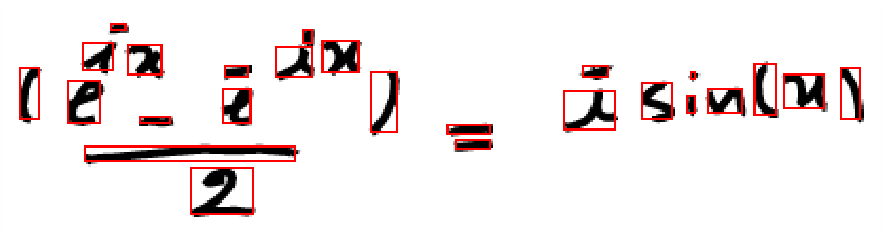 (e^{ix} - e^{-ix})/2 = i sin(x)